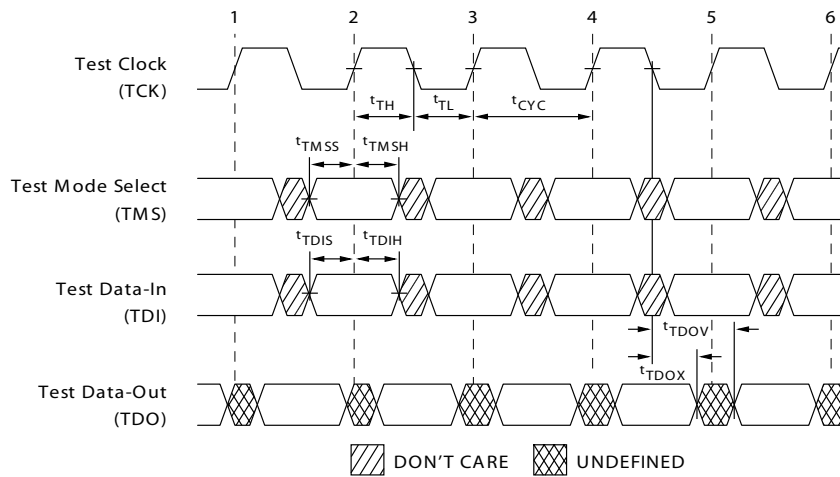 1 2 3 4 5 6
Test Clock
(TCK)
tTH tTL tCYC
tTMSS tTMSH
Test Mode Select
(TMS)
tTDIS tTDIH
Test Data-In
(TDI)
tTDOV
tTDOX
Test Data-Out
(TDO)
DON'T CARE UNDEFINED